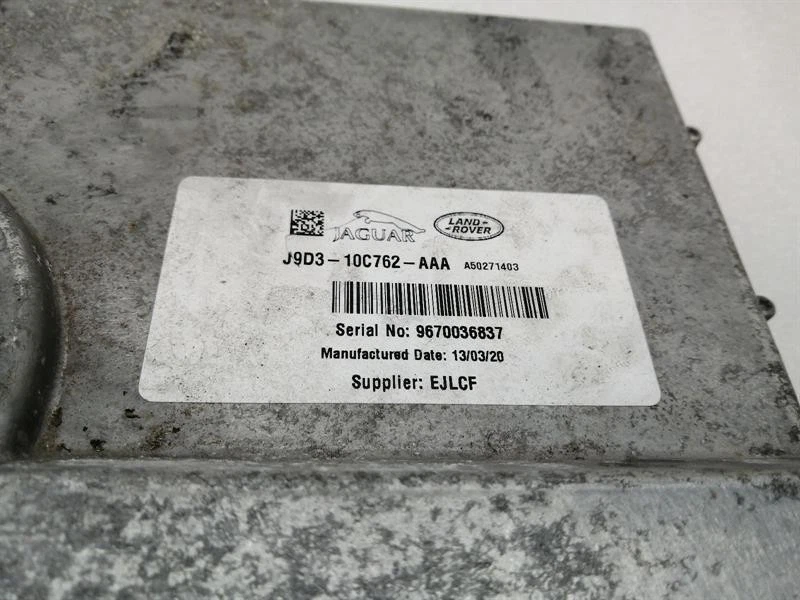 JAGUAR
LAND-
-ROVER
J9D3-10C762-AAA A50271403
Serial No: 9670036837
Manufactured Date: 13/03/20
Supplier: EJLCF